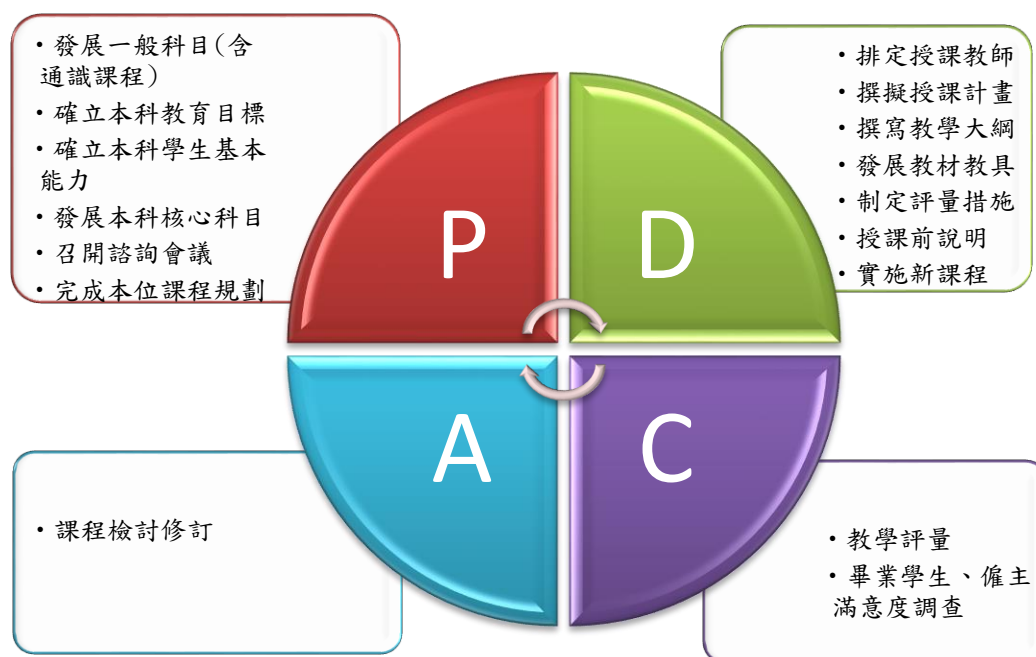 ・發展一般科目(含
通識課程)
・確立本科教育目標
・確立本科學生基本
能力
・發展本科核心科目
・召開諮詢會議
・完成本位課程規劃
・排定授課教師
・撰擬授課計畫
・撰寫教學大綱
・發展教材教具
・制定評量措施
・授課前說明
・實施新課程
P
D
A
C
・課程檢討修訂
・教學評量
・畢業學生、僱主
滿意度調查